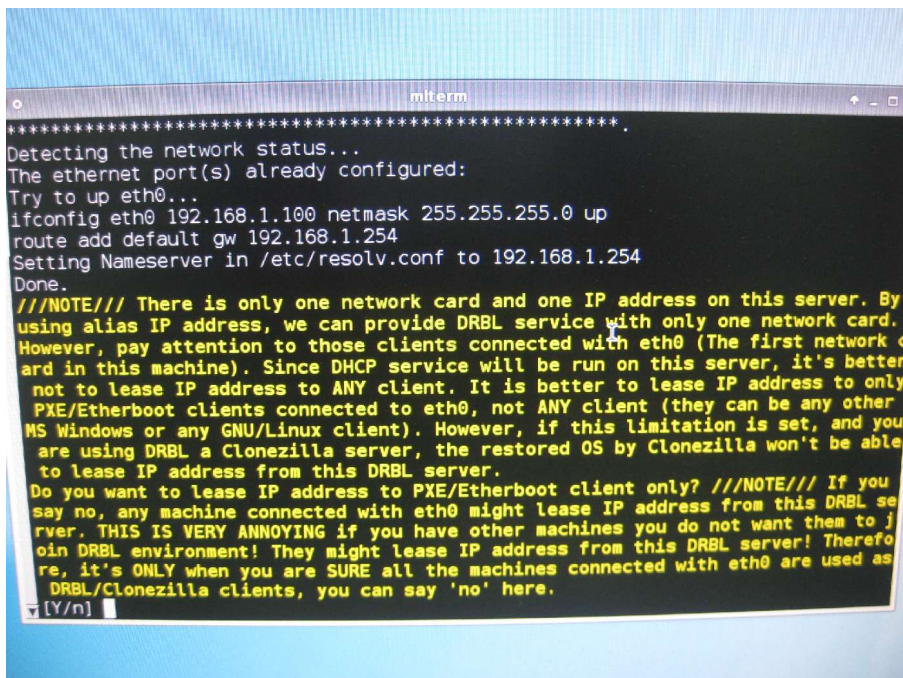 mlterm
*********************************************************.
Detecting the network status...
The ethernet port(s) already configured:
Try to up eth0...
ifconfig eth0 192.168.1.100 netmask 255.255.255.0 up
route add default gw 192.168.1.254
Setting Nameserver in /etc/resolv.conf to 192.168.1.254
Done.
///NOTE/// There is only one network card and one IP address on this server. By
using alias IP address, we can provide DRBL service with only one network card.
However, pay attention to those clients connected with eth0 (The first network c
ard in this machine). Since DHCP service will be run on this server, it's better
not to lease IP address to ANY client. It is better to lease IP address to only
PXE/Etherboot clients connected to eth0, not ANY client (they can be any other
MS Windows or any GNU/Linux client). However, if this limitation is set, and you
are using DRBL a Clonezilla server, the restored OS by Clonezilla won't be able
to lease IP address from this DRBL server.
Do you want to lease IP address to PXE/Etherboot client only? ///NOTE/// If you
say no, any machine connected with eth0 might lease IP address from this DRBL se
rver. THIS IS VERY ANNOYING if you have other machines you do not want them to j
oin DRBL environment! They might lease IP address from this DRBL server! Therefo
re, it's ONLY when you are SURE all the machines connected with eth0 are used as
DRBL/Clonezilla clients, you can say 'no' here.
[Y/n]